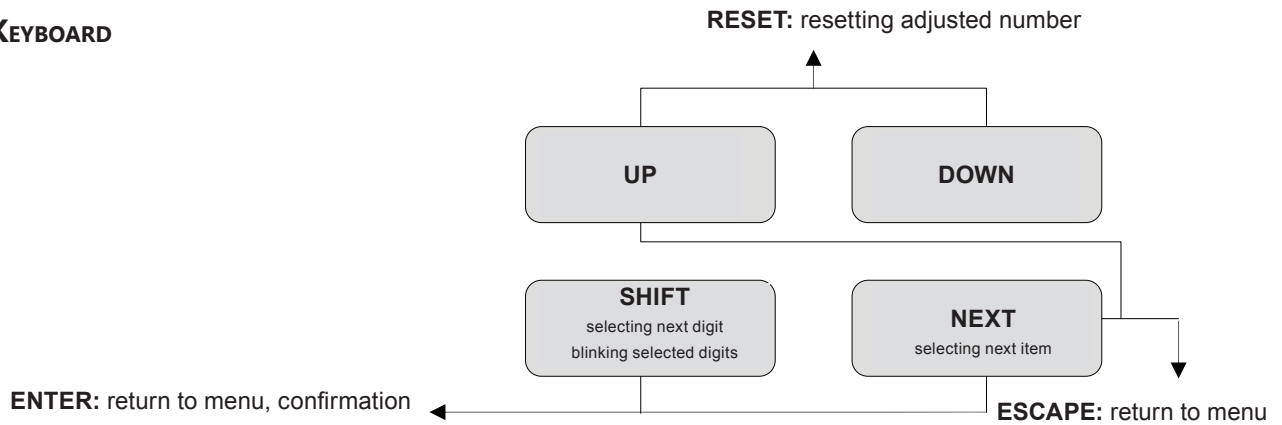 KEYBOARD
RESET: resetting adjusted number
UP
DOWN
SHIFT
selecting next digit
blinking selected digits
NEXT
selecting next item
ENTER: return to menu, confirmation
ESCAPE: return to menu